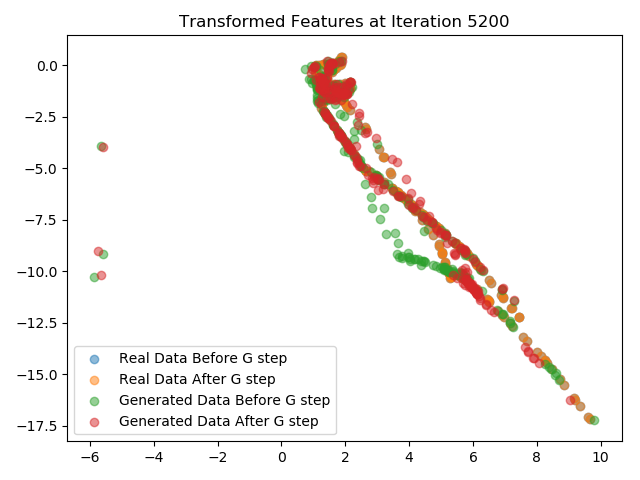 Transformed Features at Iteration 5200
0.0
−2.5
−5.0
−7.5
−10.0
−12.5
−15.0
−17.5
Real Data Before G step
Real Data After G step
Generated Data Before G step
Generated Data After G step
−6 −4 −2 0 2 4 6 8 10